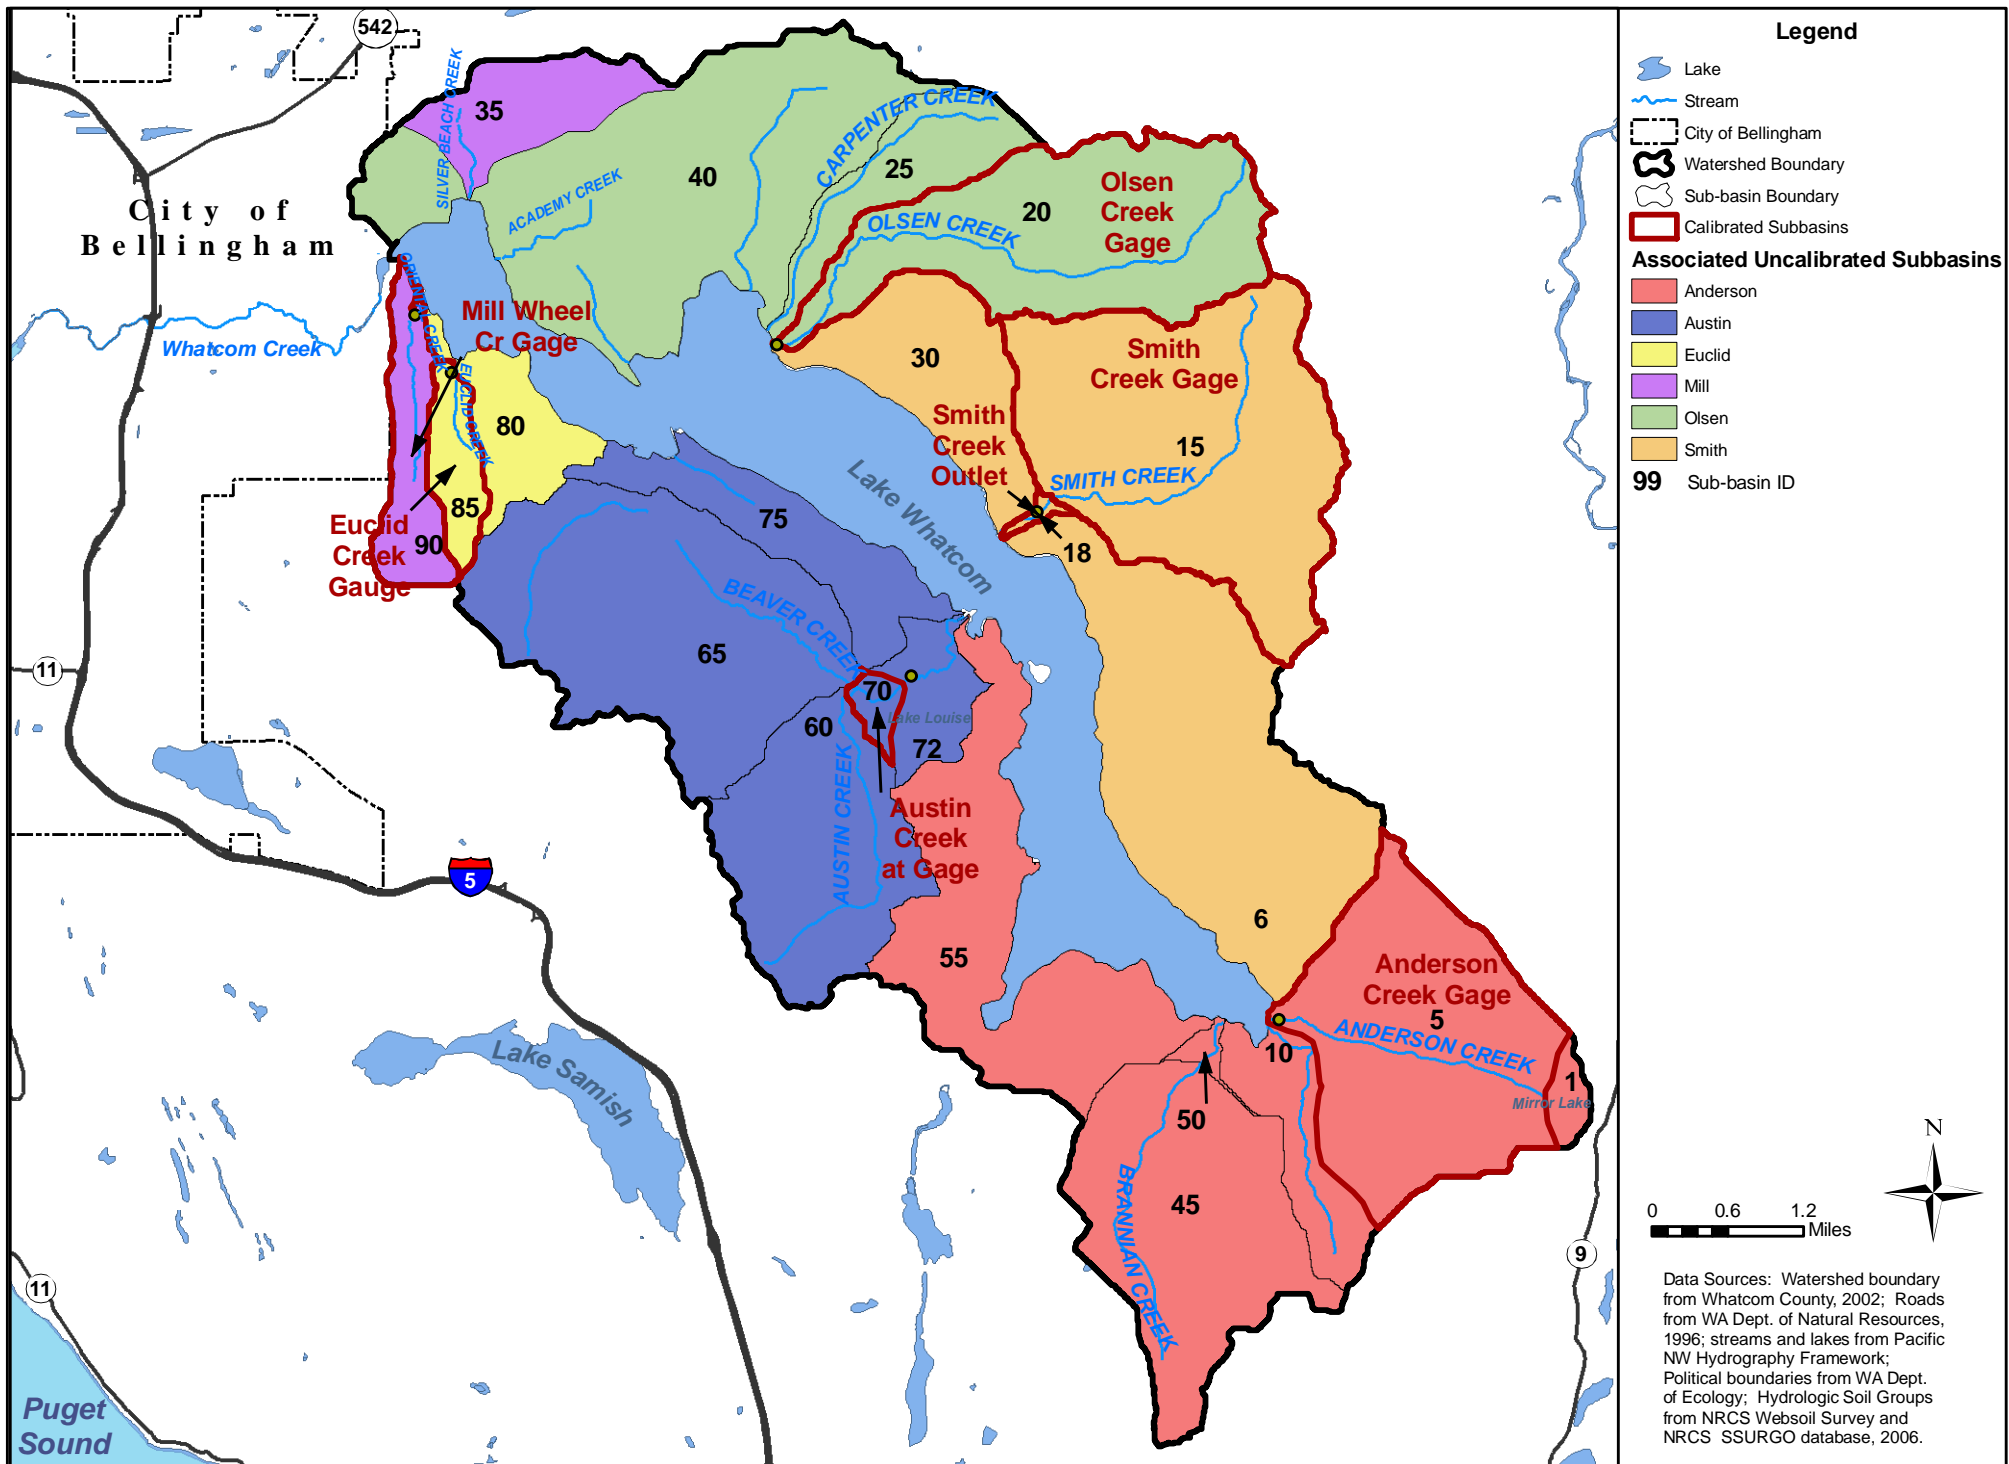 542
35
SILVER BEACH CREEK
CARPENTER CREEK
40
25
ACADEMY CREEK
Olsen
Creek
Gage
20
OLSEN CREEK
City of
Bellingham
Whatcom Creek
Mill Wheel
Cr Gage
EUCLID CREEK
80
85
90
Euclid
Creek
Gauge
30
Smith
Creek Gage
Smith
Creek
Outlet
15
SMITH CREEK
18
Lake Whatcom
75
BEAVER CREEK
65
11
70
Lake Louise
60
72
AUSTIN CREEK
Austin
Creek
at Gage
5
6
55
Anderson
Creek Gage
5
ANDERSON CREEK
10
1
Mirror Lake
50
45
BRANNIAN CREEK
Lake Samish
9
11
Puget
Sound
Legend
Lake
Stream
City of Bellingham
Watershed Boundary
Sub-basin Boundary
Calibrated Subbasins
Associated Uncalibrated Subbasins
Anderson
Austin
Euclid
Mill
Olsen
Smith
99 Sub-basin ID
N
0 0.6 1.2
Miles
Data Sources: Watershed boundary
from Whatcom County, 2002; Roads
from WA Dept. of Natural Resources,
1996; streams and lakes from Pacific
NW Hydrography Framework;
Political boundaries from WA Dept.
of Ecology; Hydrologic Soil Groups
from NRCS Websoil Survey and
NRCS SSURGO database, 2006.